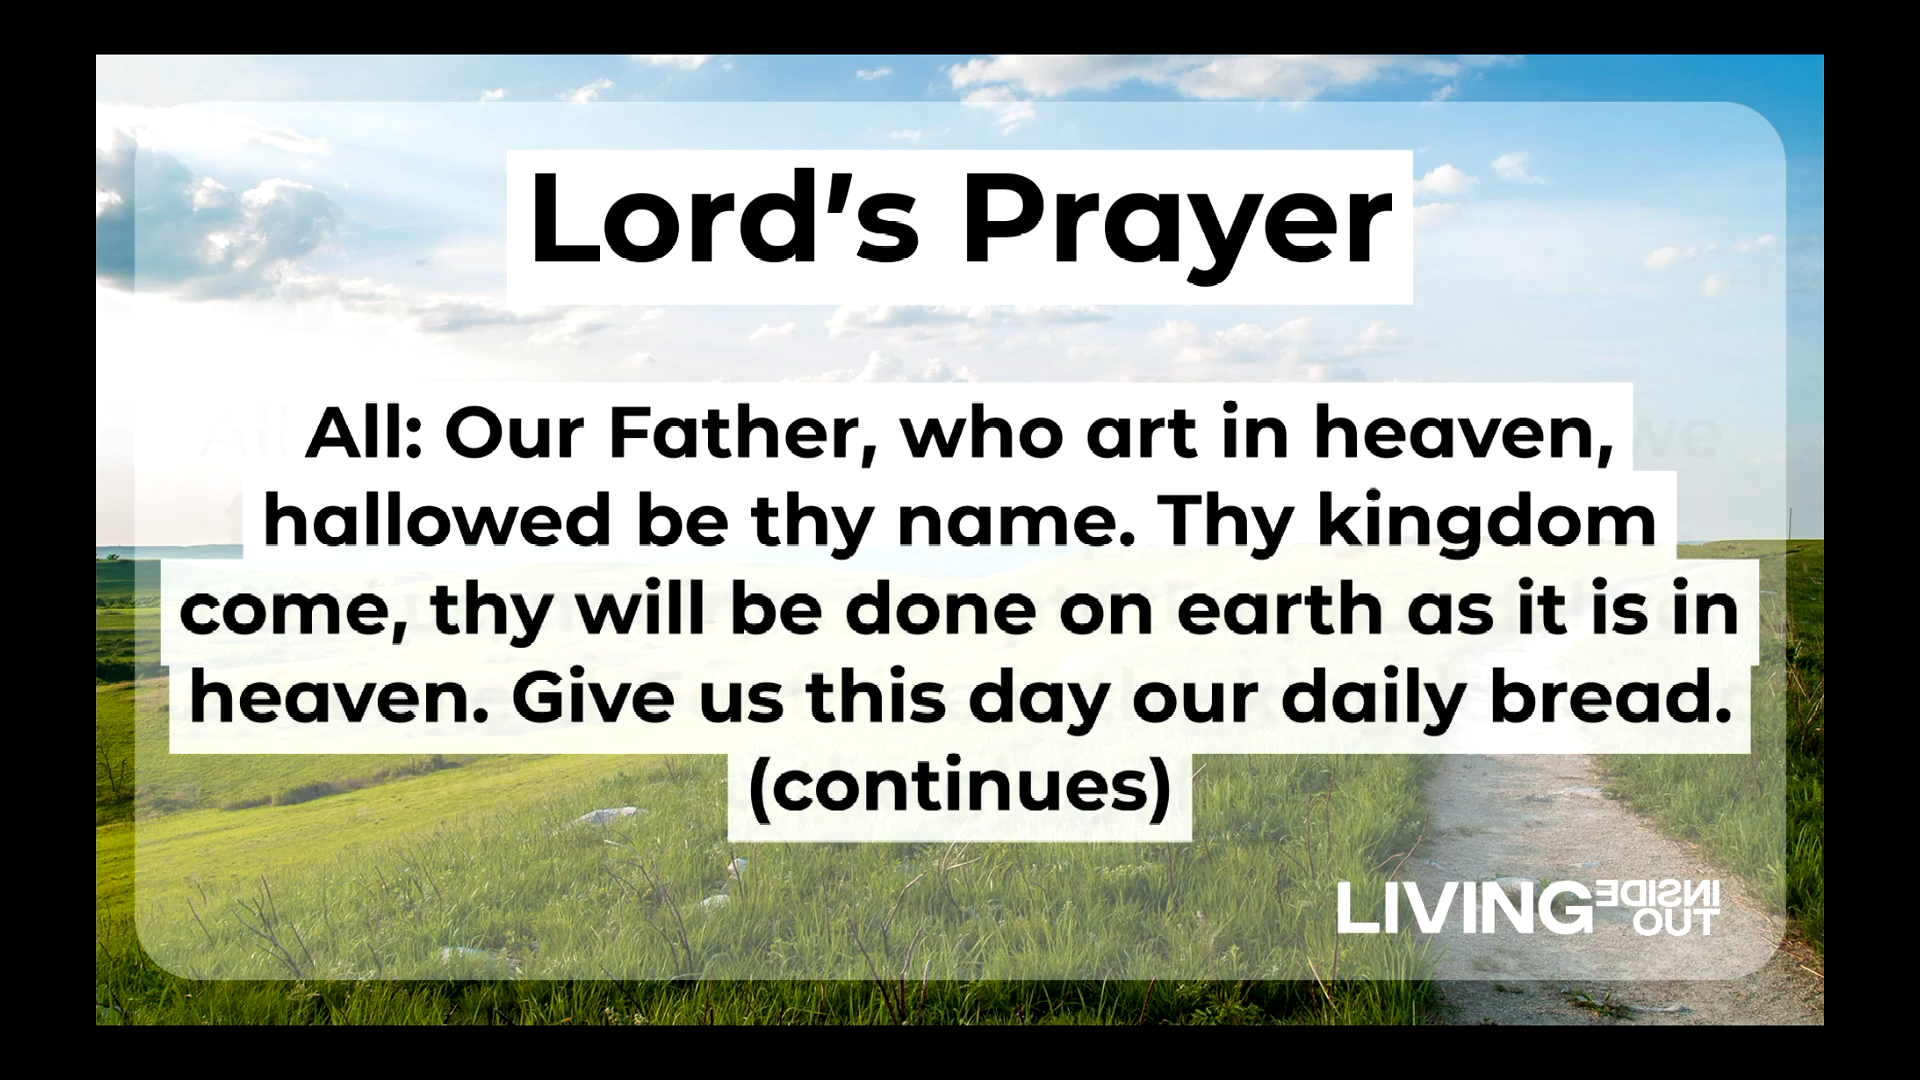 Lord's Prayer
All: Our Father, who art in heaven,
hallowed be thy name. Thy kingdom
come, thy will be done on earth as it is in
heaven. Give us this day our daily bread.
(continues)
LIVING INSIDE
OUT